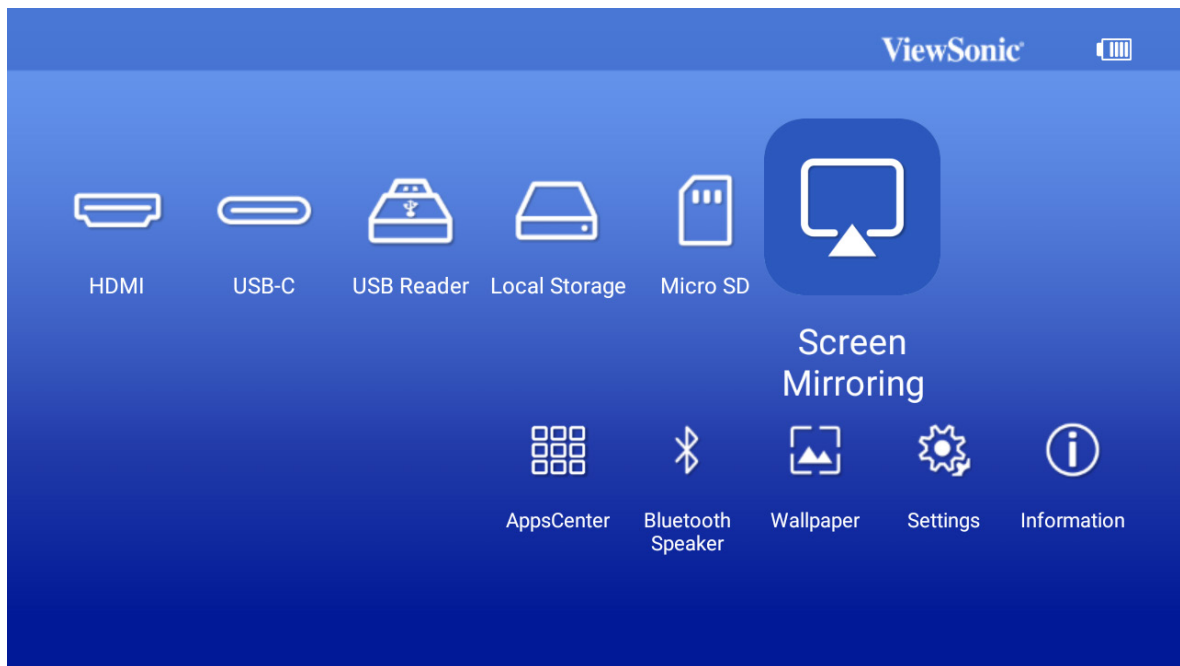 ViewSonic®
HDMI
USB-C
USB Reader
Local Storage
Micro SD
Screen
Mirroring
AppsCenter
Bluetooth
Speaker
Wallpaper
Settings
Information